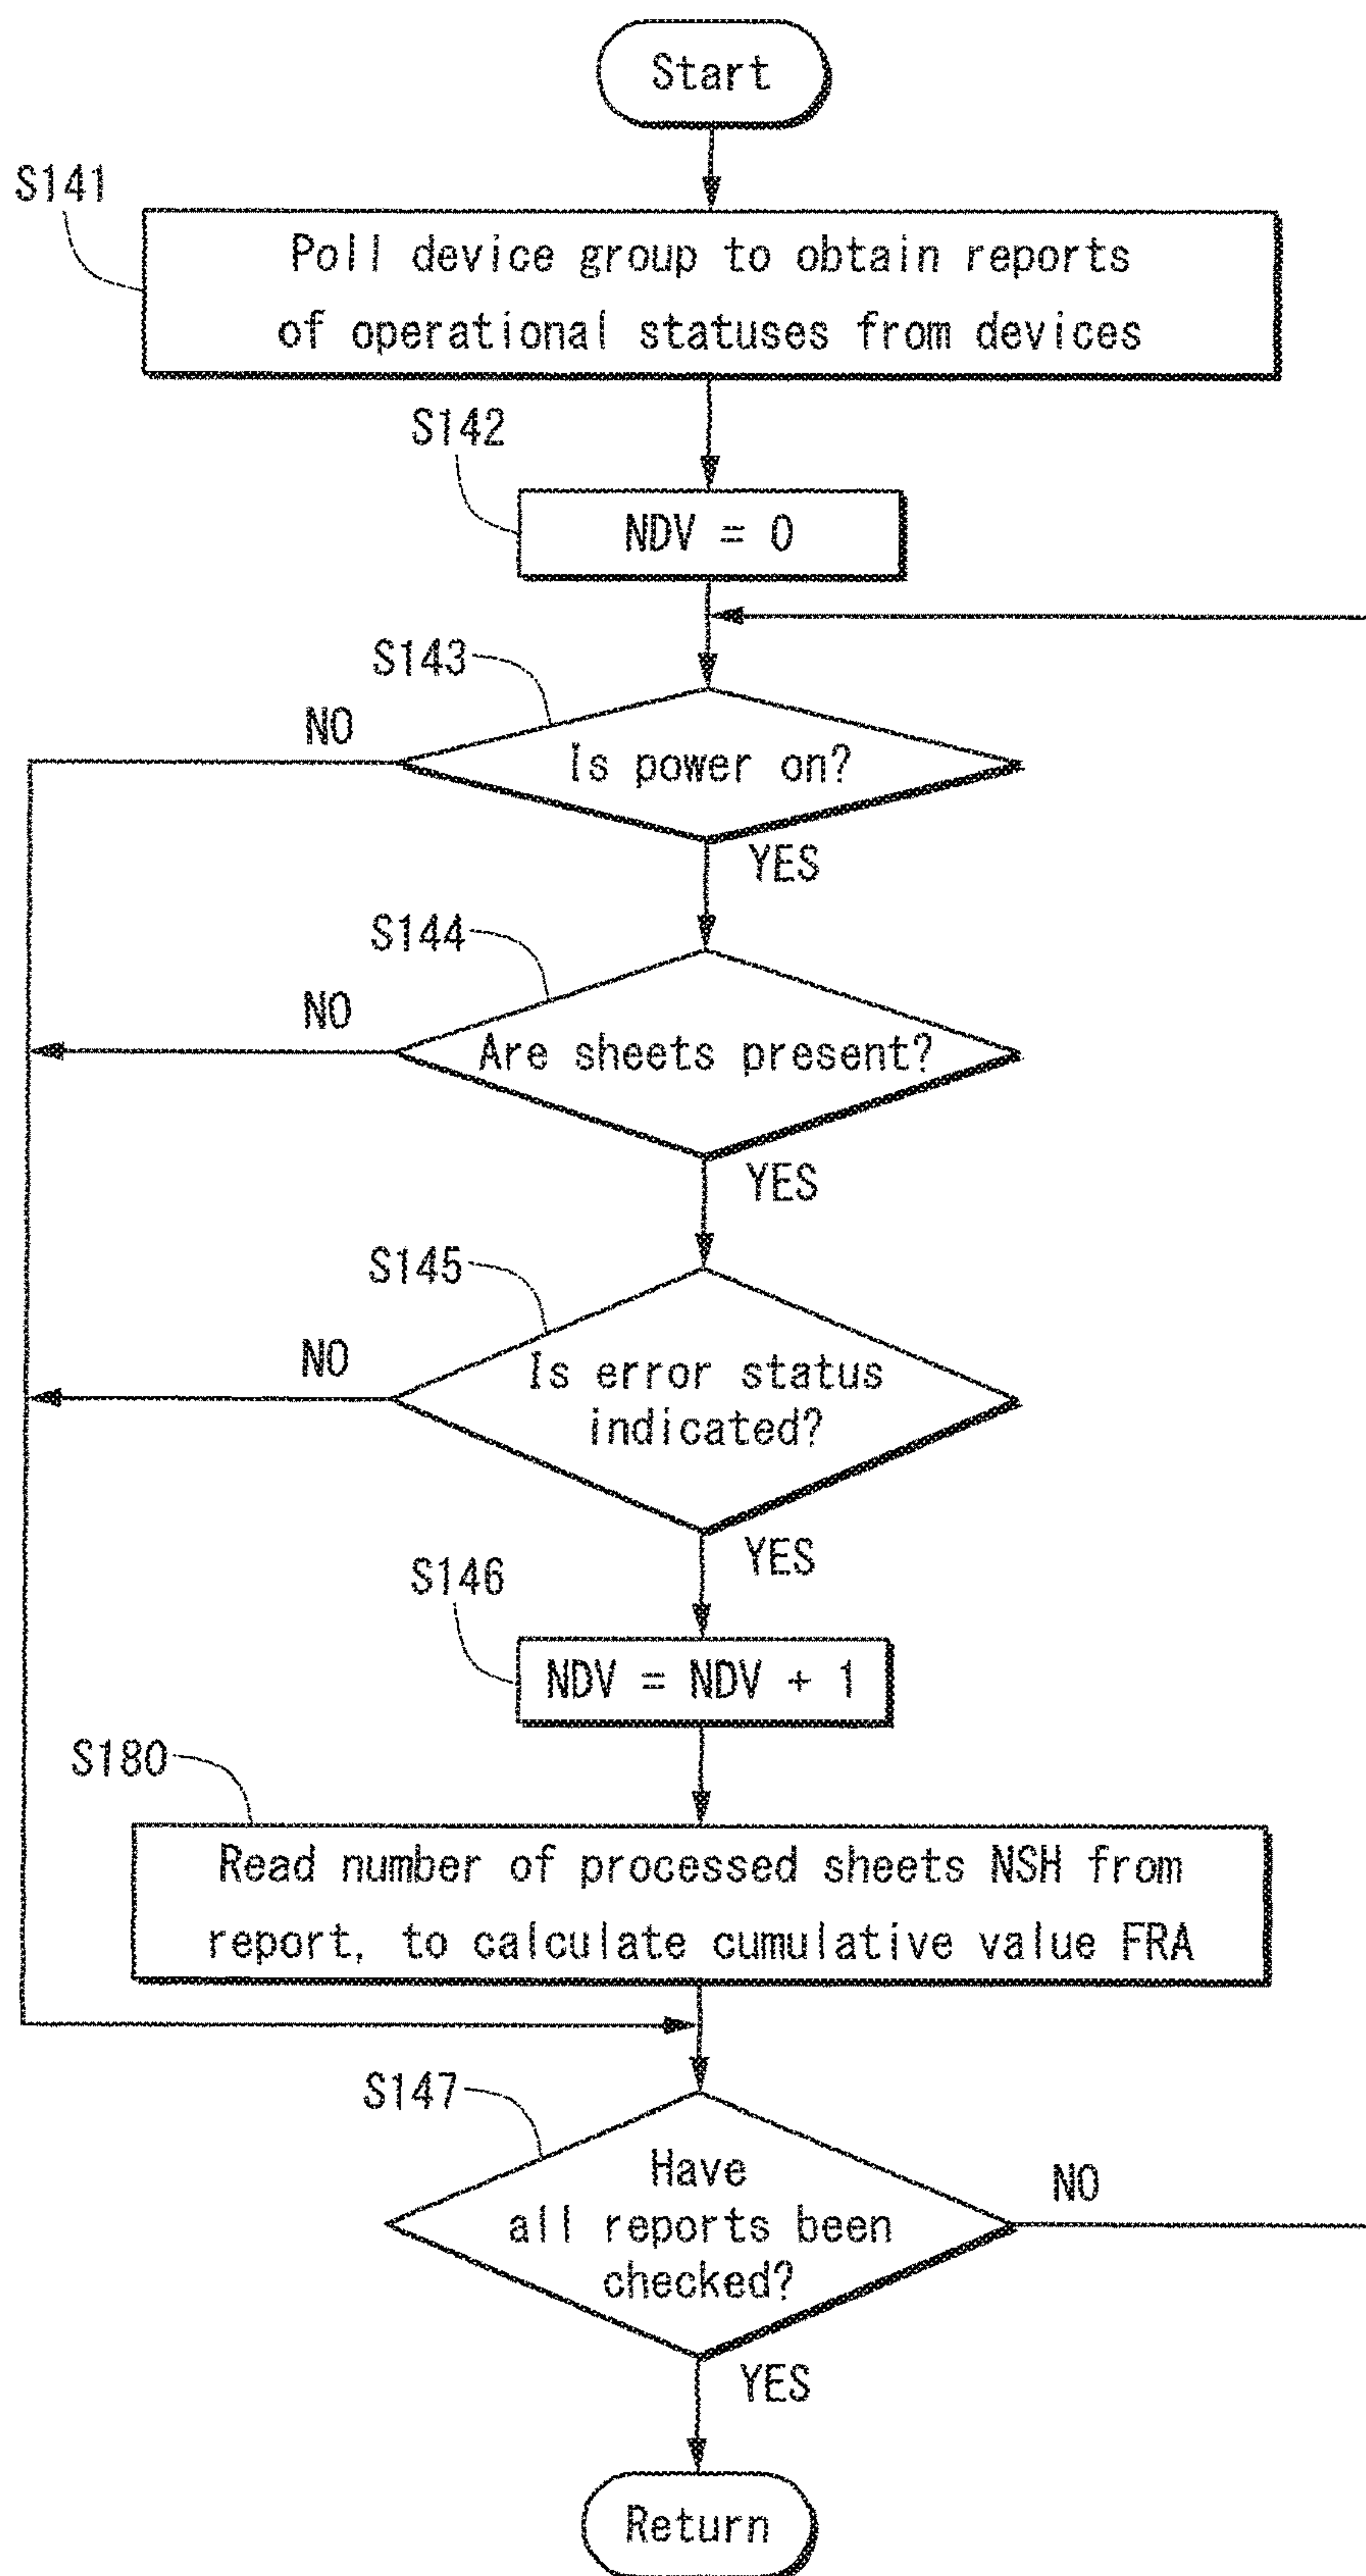 Start
S141
Poll device group to obtain reports
of operational statuses from devices
S142
NDV = 0
S143
NO
Is power on?
YES
S144
NO
Are sheets present?
YES
S145
NO
Is error status
indicated?
YES
S146
NDV = NDV + 1
S180
Read number of processed sheets NSH from
report, to calculate cumulative value FRA
S147
Have
all reports been
checked?
NO
YES
Return